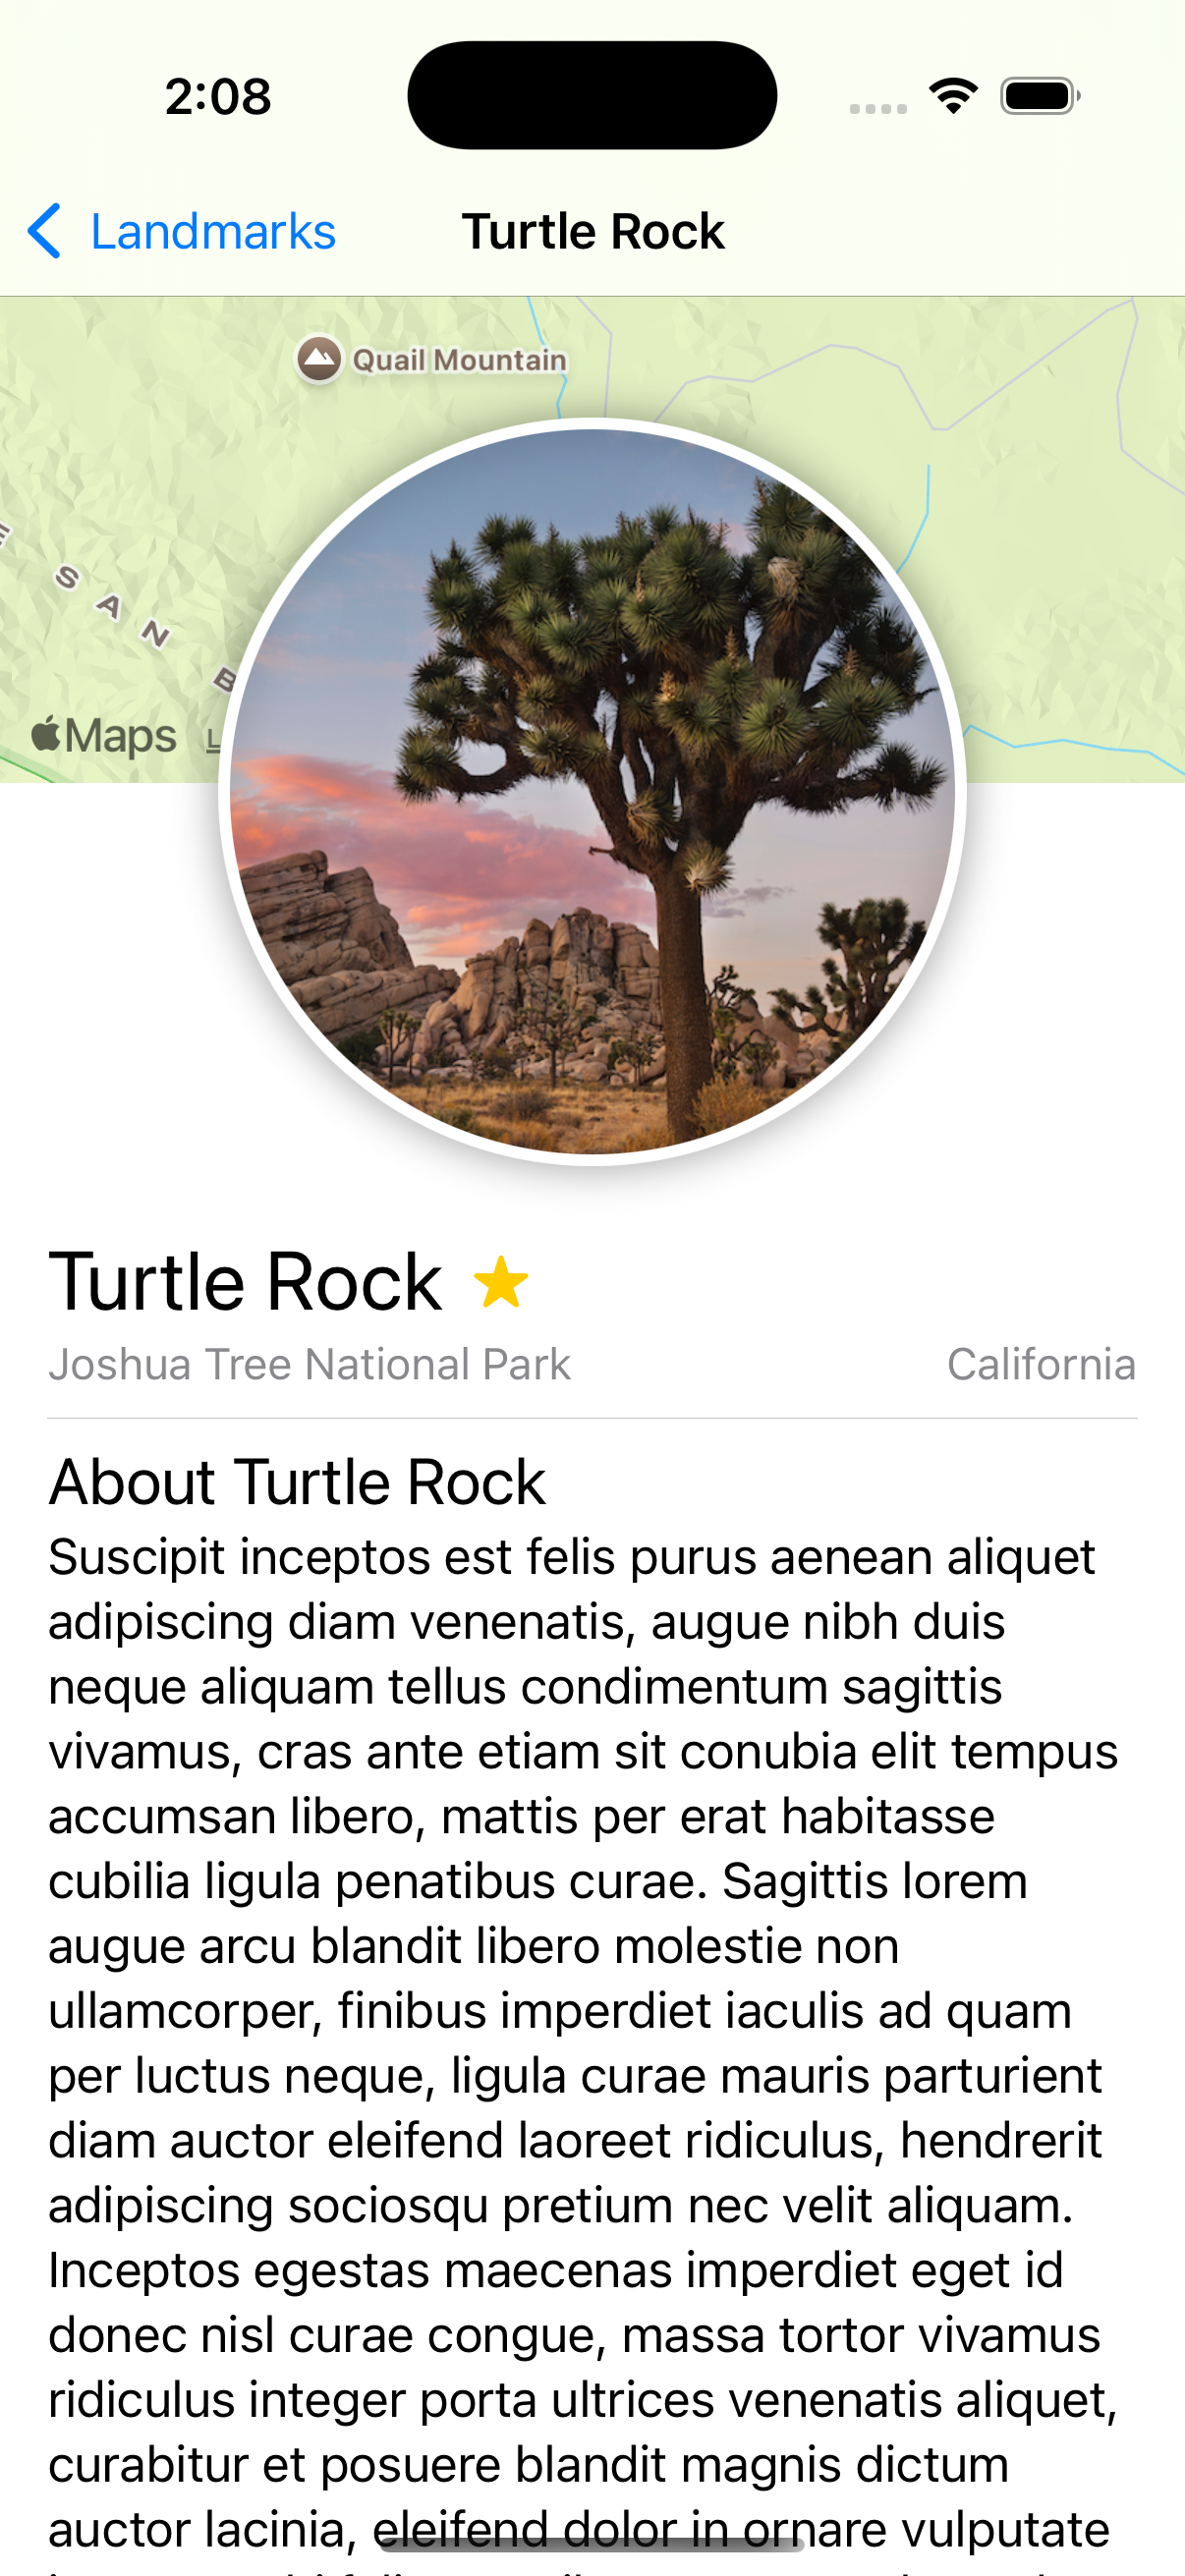 2:08
Landmarks
Turtle Rock
Quail Mountain
S A N B
Maps
Turtle Rock
Joshua Tree National Park
California
About Turtle Rock
Suscipit inceptos est felis purus aenean aliquet
adipiscing diam venenatis, augue nibh duis
neque aliquam tellus condimentum sagittis
vivamus, cras ante etiam sit conubia elit tempus
accumsan libero, mattis per erat habitasse
cubilia ligula penatibus curae. Sagittis lorem
augue arcu blandit libero molestie non
ullamcorper, finibus imperdiet iaculis ad quam
per luctus neque, ligula curae mauris parturient
diam auctor eleifend laoreet ridiculus, hendrerit
adipiscing sociosqu pretium nec velit aliquam.
Inceptos egestas maecenas imperdiet eget id
donec nisl curae congue, massa tortor vivamus
ridiculus integer porta ultrices venenatis aliquet,
curabitur et posuere blandit magnis dictum
auctor lacinia, eleifend dolor in ornare vulputate